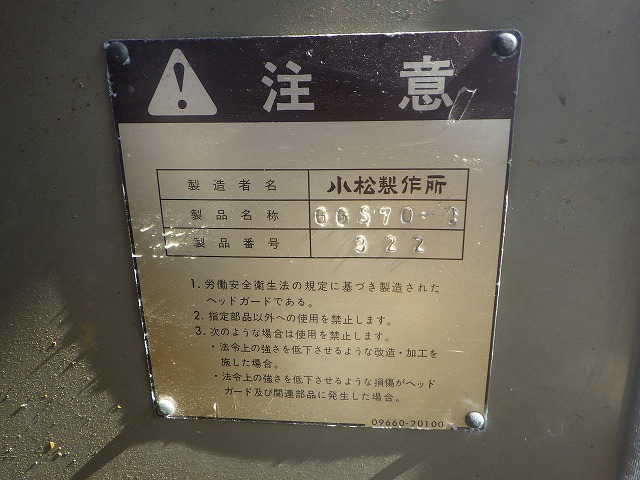 注意
製造者名 小松製作所
製品名称 GGS70-3
製品番号 322
1. 労働安全衛生法の規定に基づき製造された
ヘッドガードである。
2. 指定部品以外への使用を禁止します。
3. 次のような場合は使用を禁止します。
・法令上の強さを低下させるような改造・加工を
施した場合。
・法令上の強さを低下させるような損傷がヘッド
ガード及び関連部品に発生した場合。
09660-20100